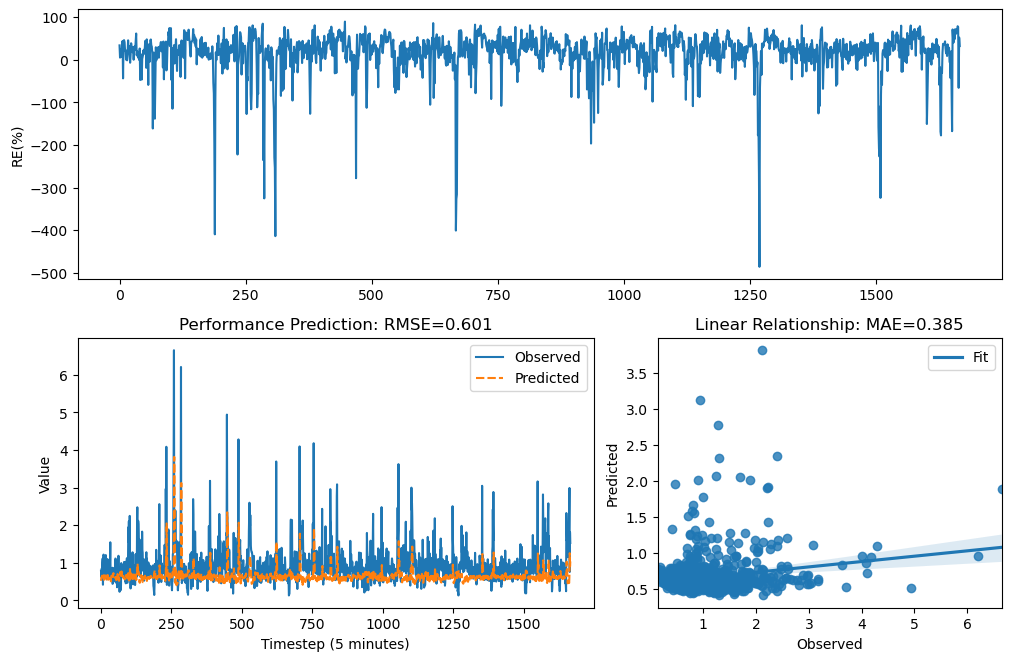 RE(%)
100
0
−100
−200
−300
−400
−500
0 250 500 750 1000 1250 1500
Performance Prediction: RMSE=0.601
Value
6
5
4
3
2
1
0
Observed
Predicted
0 250 500 750 1000 1250 1500
Timestep (5 minutes)
Linear Relationship: MAE=0.385
Predicted
3.5
3.0
2.5
2.0
1.5
1.0
0.5
Fit
1 2 3 4 5 6
Observed